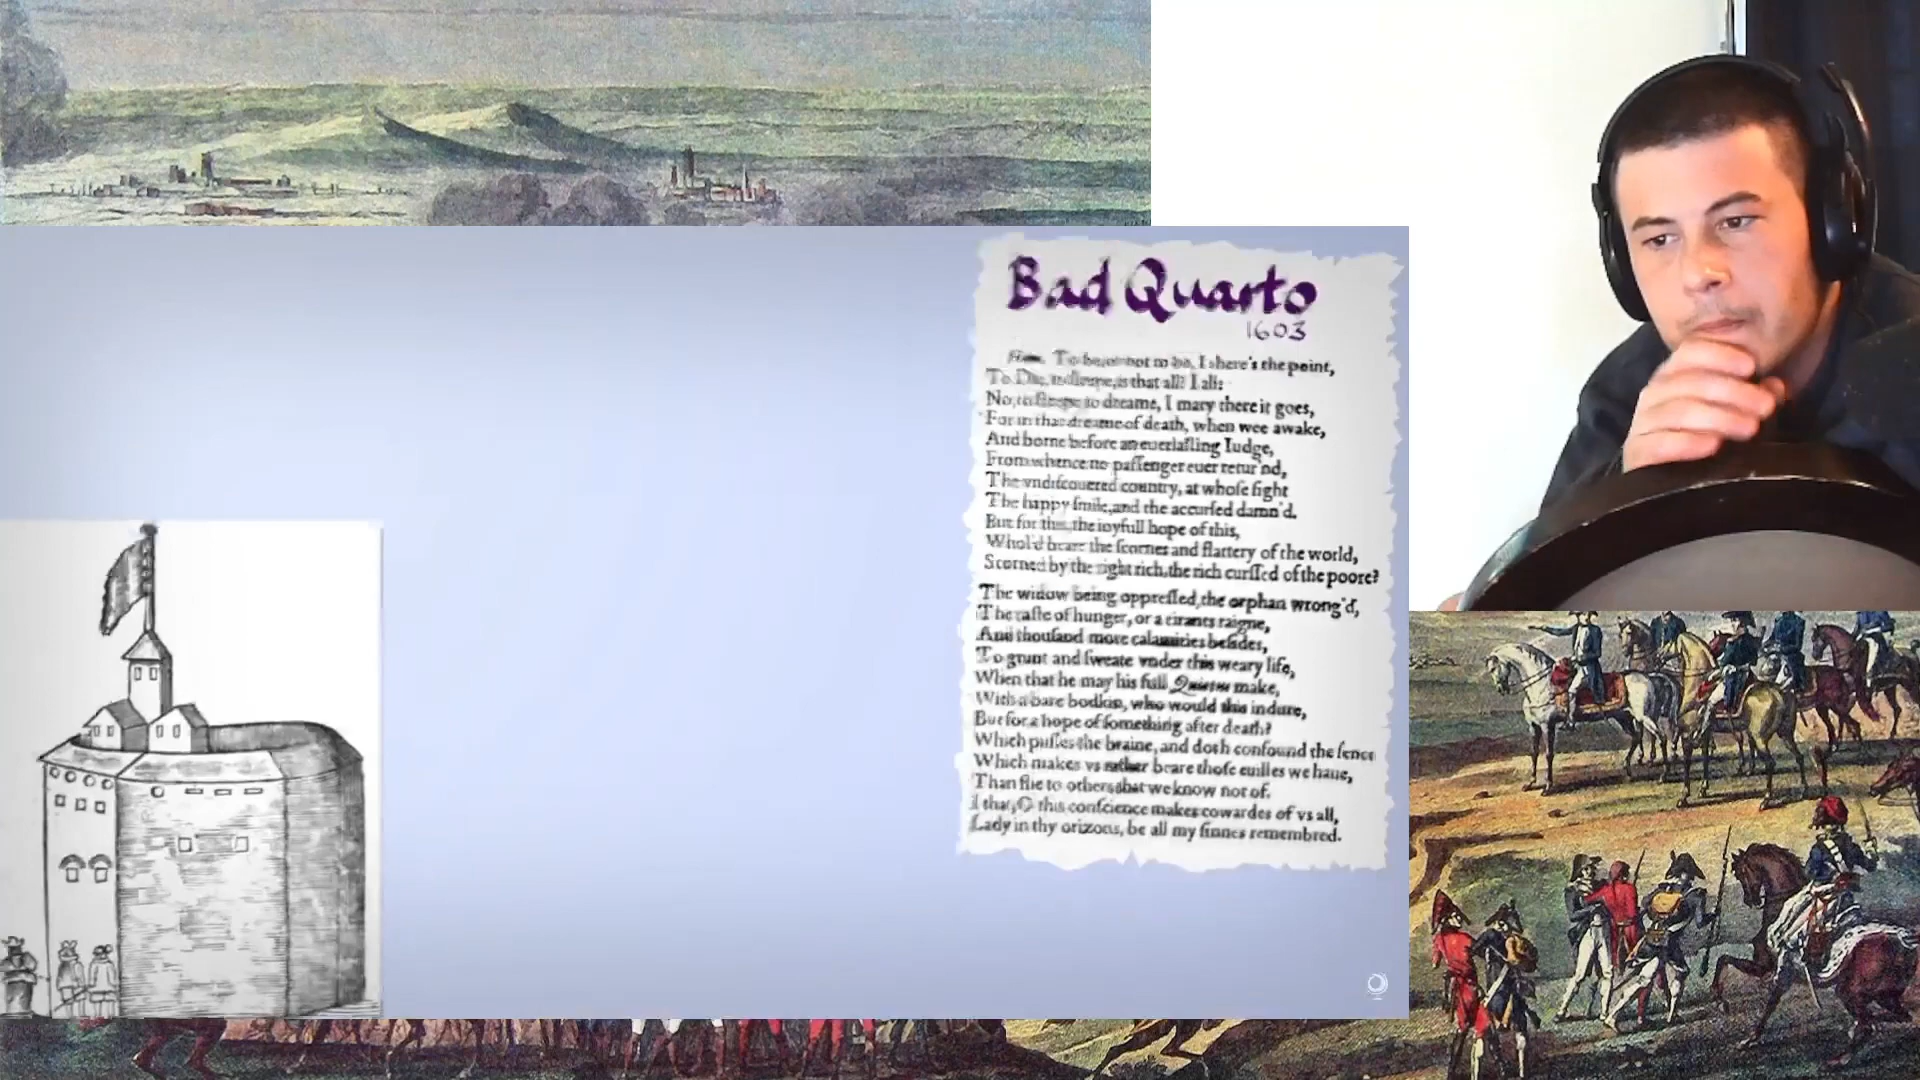 Bad Quarto
1603
Ham. To be, or not to be, I there's the point,
To Die, to sleepe, is that all? I all:
No, to sleepe, to dreame, I mary there it goes,
For in that dreame of death, when wee awake,
And borne before an euerlaſting Iudge,
From whence no paſſenger euer retur'nd,
The vndiſcouered country, at whoſe ſight
The happy ſmile, and the accurſed damn'd.
But for this, the ioyfull hope of this,
Whol'd beare the ſcornes and flattery of the world,
Scorned by the right rich, the rich curſſed of the poore?
The widow being oppreſſed, the orphan wrong'd,
The taſte of hunger, or a tirants raigne,
And thouſand more calamities beſides,
To grunt and ſweate vnder this weary life,
When that he may his full Quietus make,
With a bare bodkin, who would this indure,
But for a hope of ſomething after death?
Which puſles the braine, and doth confound the ſence
Which makes vs rather beare thoſe euilles we haue,
Than flie to others that we know not of.
I that, O this conſcience makes cowardes of vs all,
Lady in thy orizons, be all my ſinnes remembred.